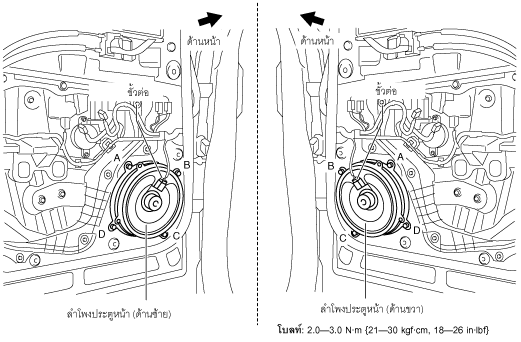 ด้านหน้า
ขั้วต่อ
A
B
D
C
ลำโพงประตูหน้า (ด้านซ้าย)
ด้านหน้า
ขั้วต่อ
A
B
D
C
ลำโพงประตูหน้า (ด้านขวา)
โบลท์: 2.0—3.0 N·m {21—30 kgf·cm, 18—26 in·lbf}